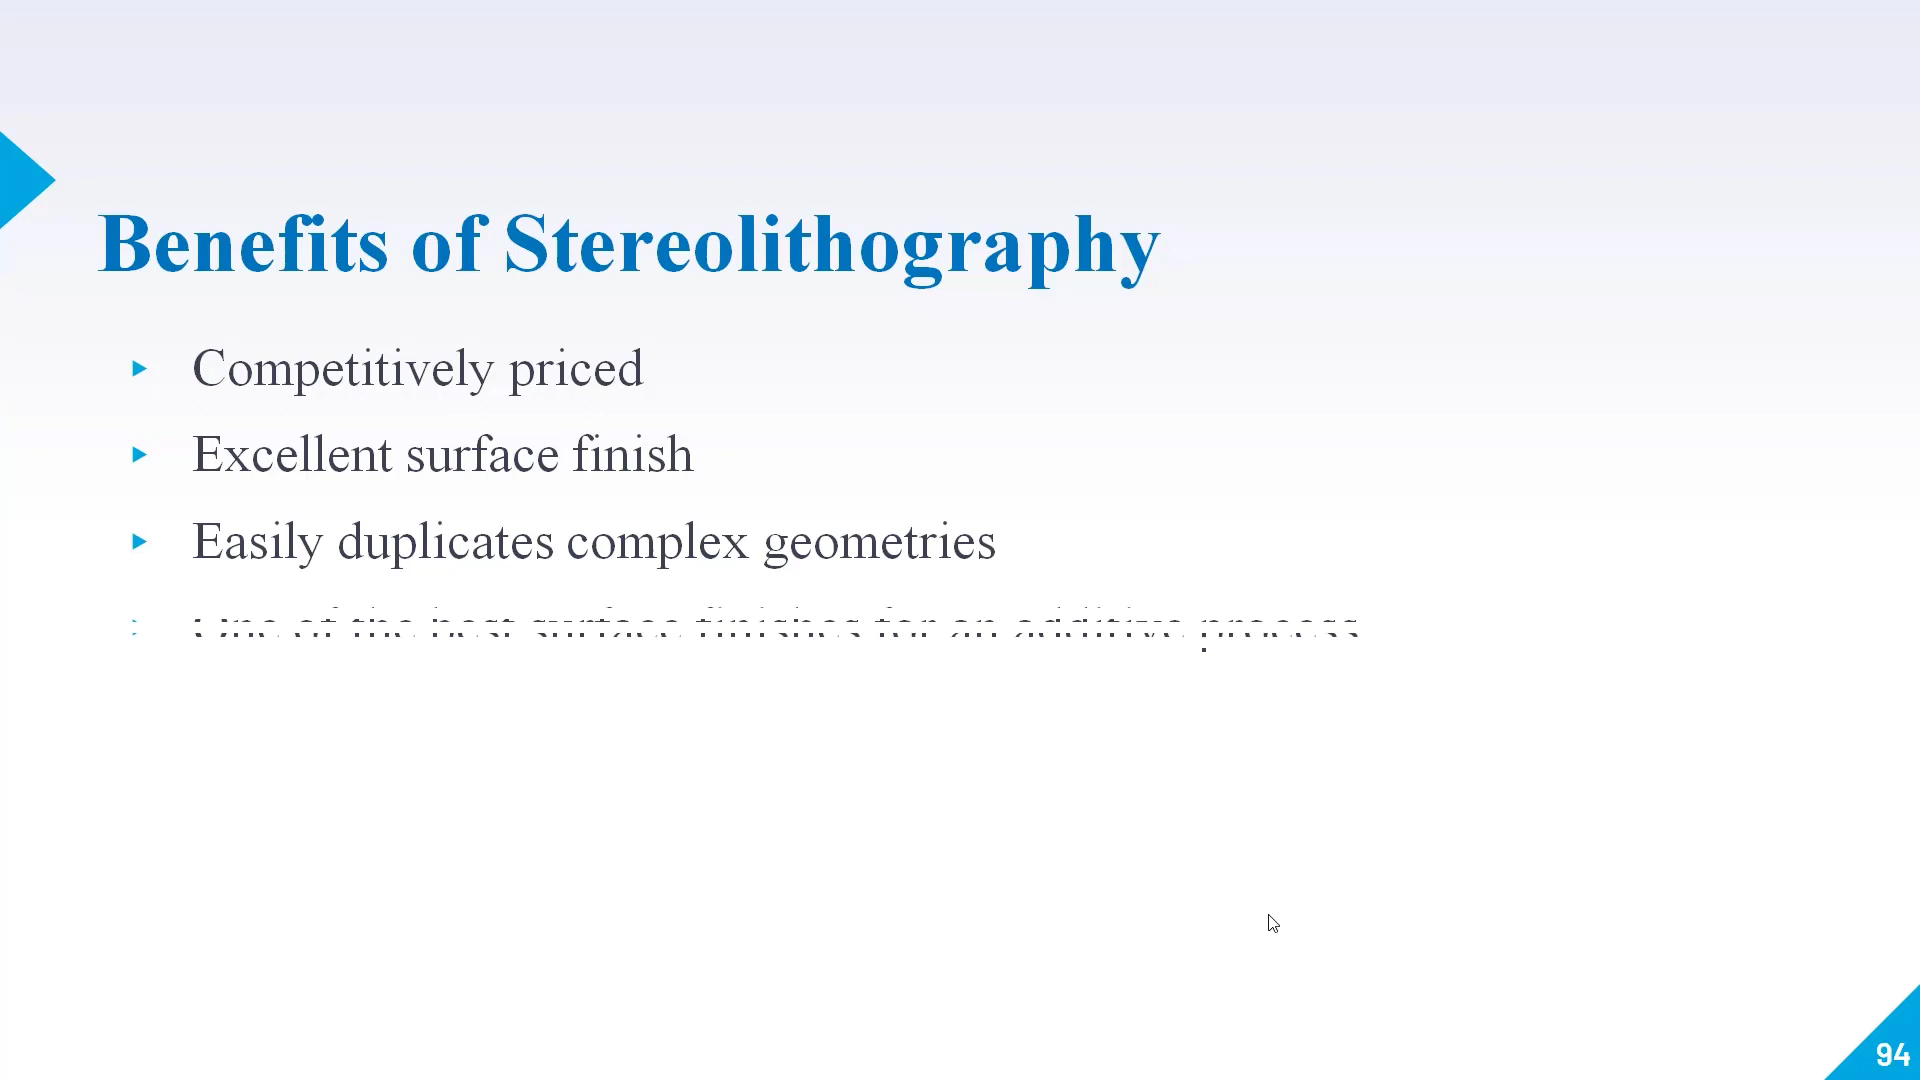 Benefits of Stereolithography
Competitively priced
Excellent surface finish
Easily duplicates complex geometries
One of the best surface finishes for an additive process
94